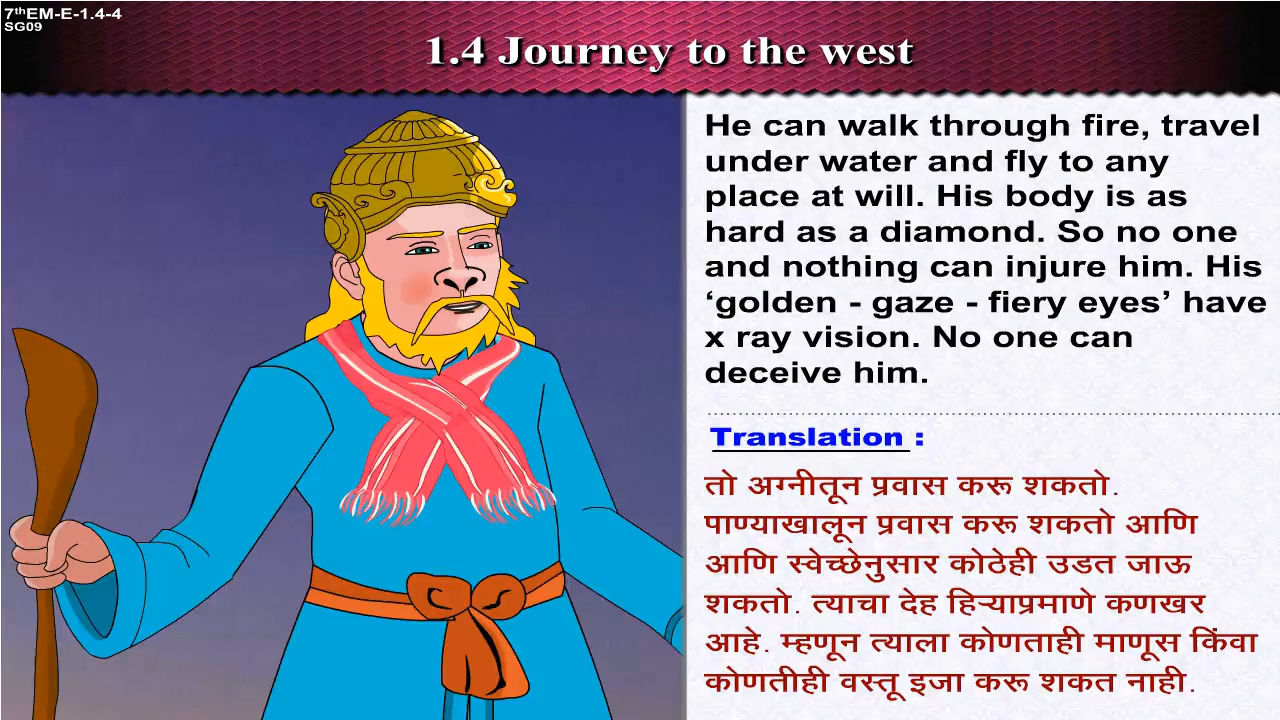 7thEM-E-1.4-4
SG09
1.4 Journey to the west
He can walk through fire, travel
under water and fly to any
place at will. His body is as
hard as a diamond. So no one
and nothing can injure him. His
‘golden - gaze - fiery eyes’ have
x ray vision. No one can
deceive him.
Translation :
तो अग्नीतून प्रवास करू शकतो.
पाण्याखालून प्रवास करू शकतो आणि
आणि स्वेच्छेनुसार कोठेही उडत जाऊ
शकतो. त्याचा देह हिऱ्याप्रमाणे कणखर
आहे. म्हणून त्याला कोणताही माणूस किंवा
कोणतीही वस्तू इजा करू शकत नाही.